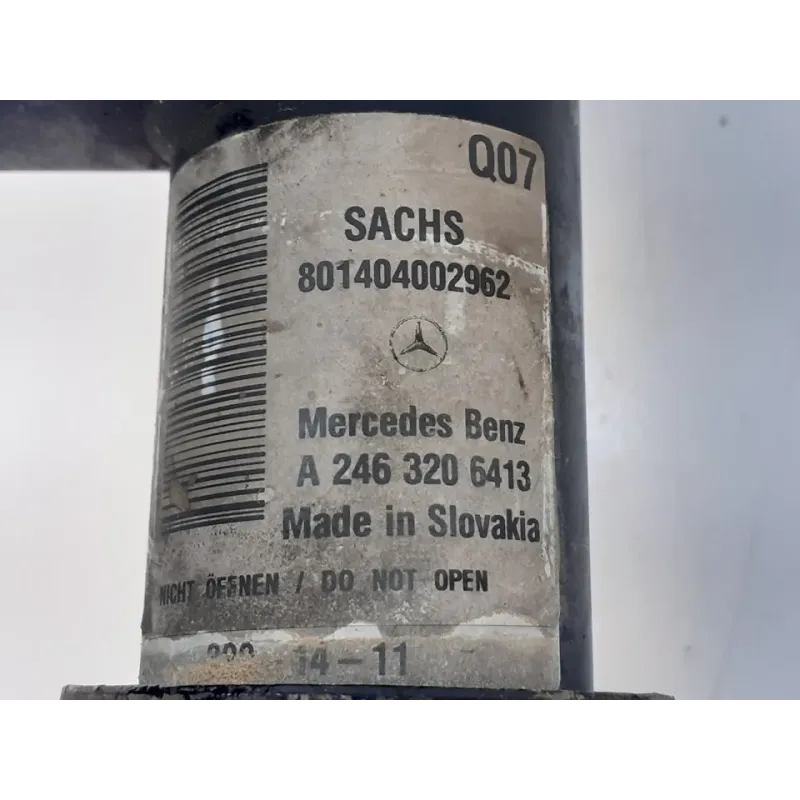 Q07
SACHS
801404002962
Mercedes Benz
A 246 320 6413
Made in Slovakia
NICHT ÖFFNEN / DO NOT OPEN
14-11